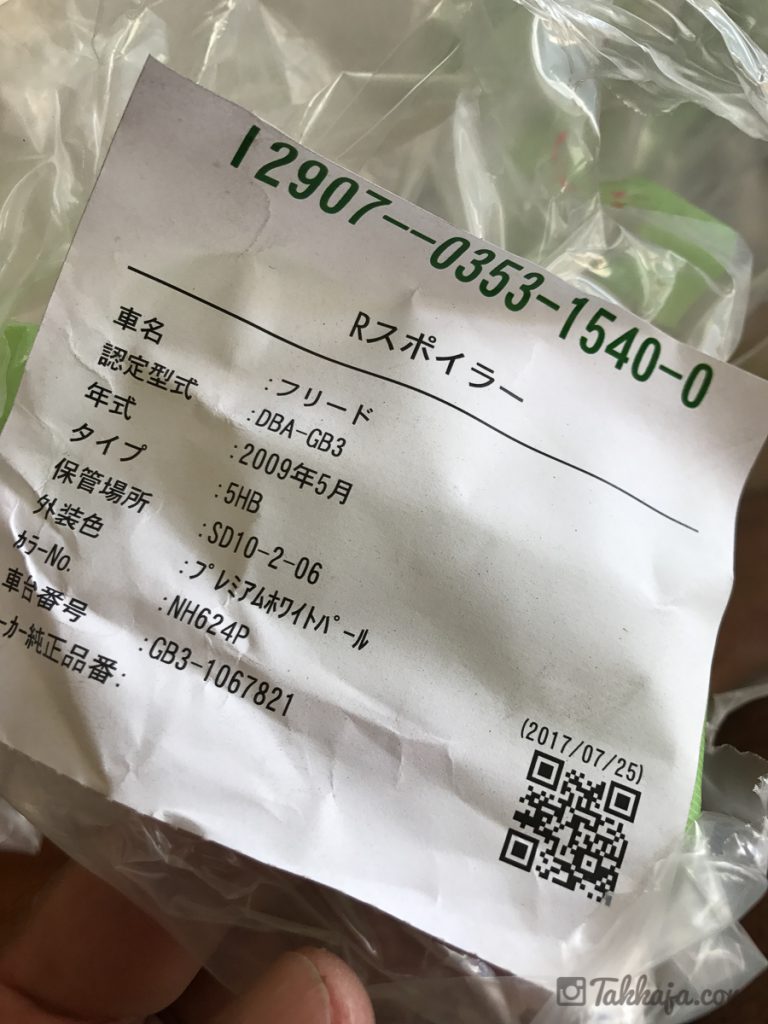 12907--0353-1540-0
Rスポイラー
車名 :フリード
認定型式 :DBA-GB3
年式 :2009年5月
タイプ :5HB
保管場所 :SD10-2-06
外装色 :プレミアムホワイトパール
カラーNo. :NH624P
車台番号 :GB3-1067821
ーカー純正品番:
(2017/07/25)
Takkaja.com